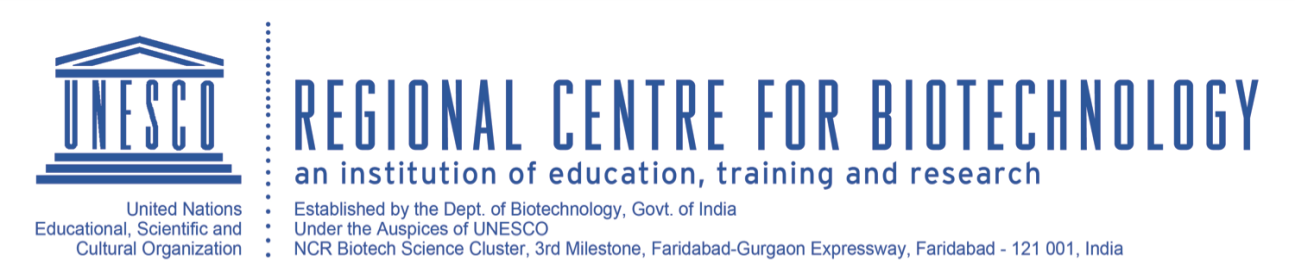 UNESCO
United Nations
Educational, Scientific and
Cultural Organization
REGIONAL CENTRE FOR BIOTECHNOLOGY
an institution of education, training and research
Established by the Dept. of Biotechnology, Govt. of India
Under the Auspices of UNESCO
NCR Biotech Science Cluster, 3rd Milestone, Faridabad-Gurgaon Expressway, Faridabad - 121 001, India